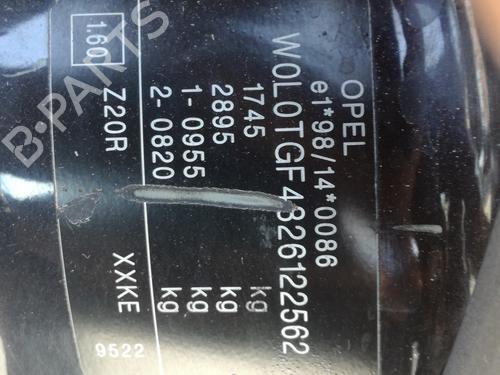 OPEL
e1*98/14*0086
W0L0TGF4826122562
1745 kg
2895 kg
1- 0955 kg
2- 0820 kg
Z20R XXKE
1.60
9522
B-PARTS